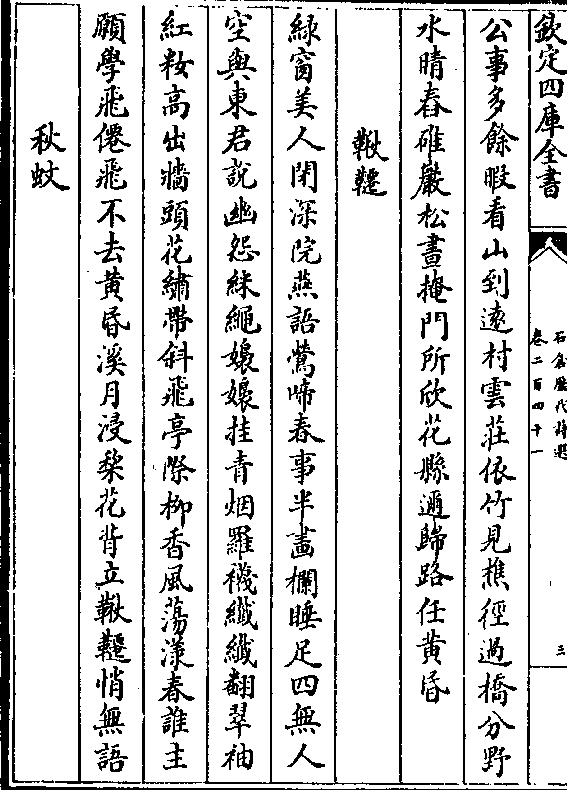 欽定四庫全書
石倉歷代詩選
卷二百四十一
三
公事多餘暇看山到遠村雲莊依竹見樵徑過橋分野
水晴舂碓巖松晝掩門所欣花縣邇歸路任黄昏
鞦韆
緑窗美人閉深院燕語鶯啼春事半畫欄睡足四無人
空與東君說幽怨綵繩嬝嬝挂青烟羅襪纖纖翻翠袖
紅粧高出牆頭花繡帶斜飛亭際柳香風蕩漾春誰主
願學飛僊飛不去黄昏溪月浸梨花背立鞦韆悄無語
秋蚊